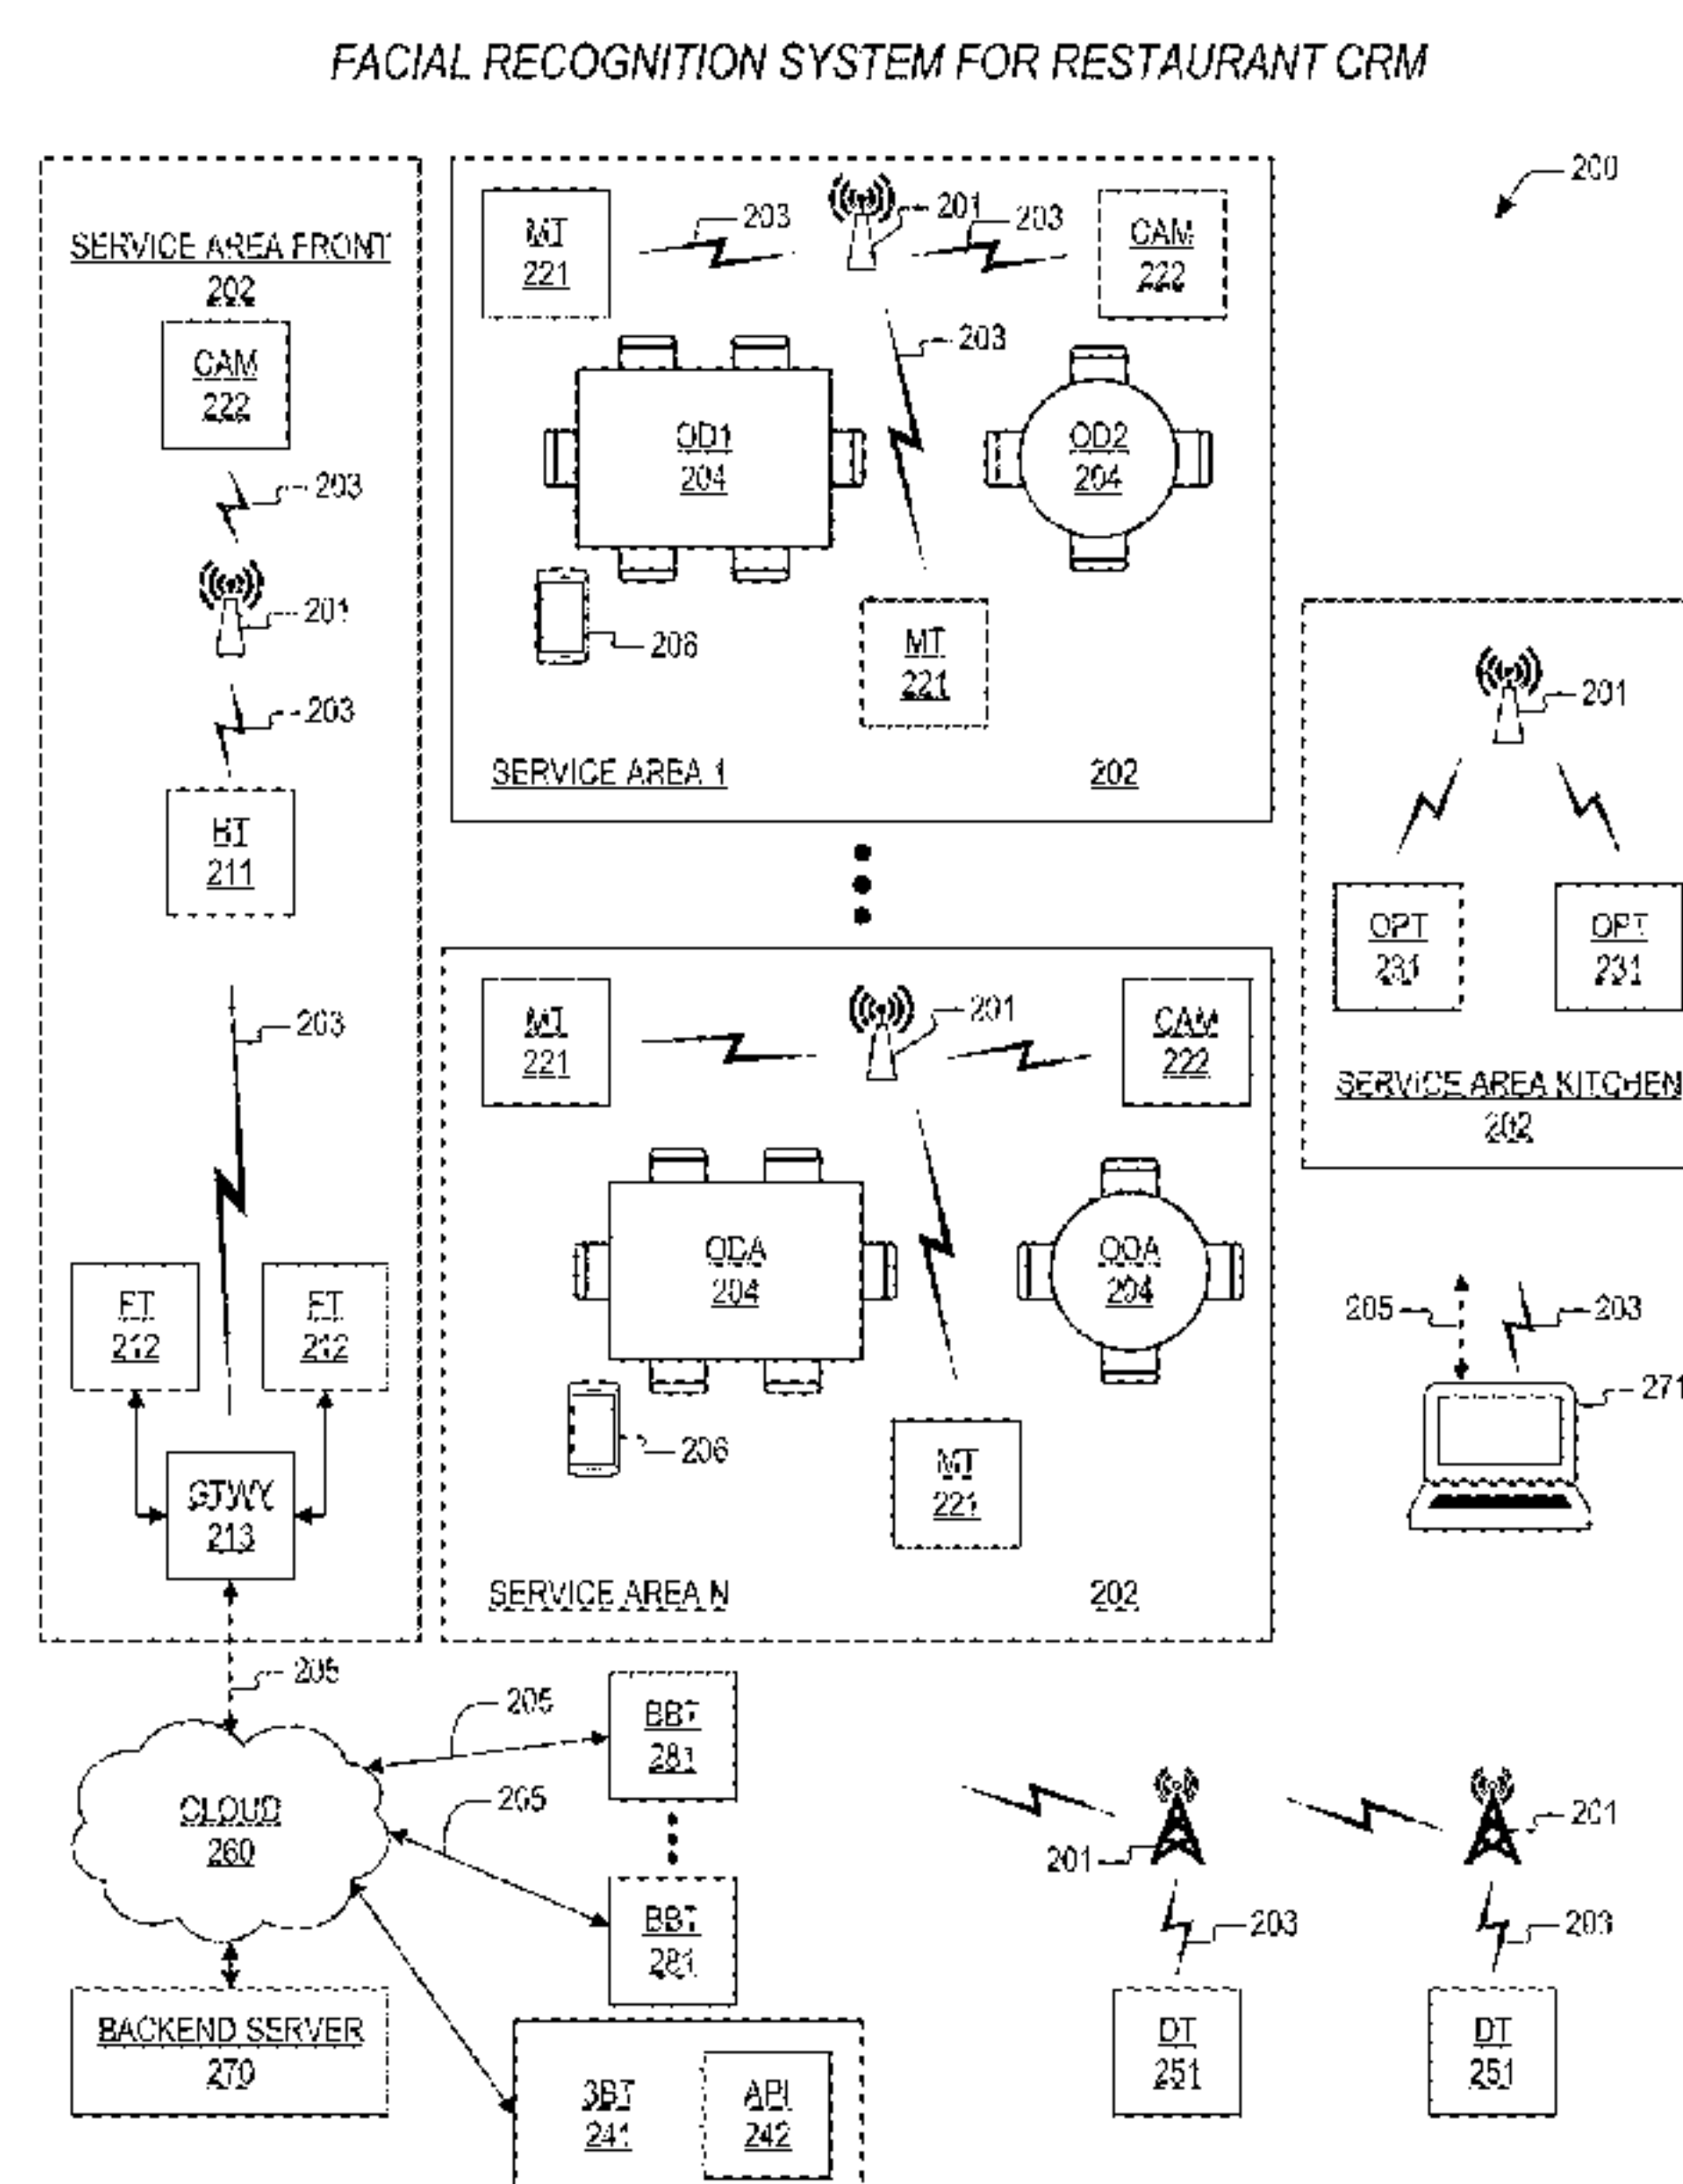 FACIAL RECOGNITION SYSTEM FOR RESTAURANT CRM
200
SERVICE AREA FRONT
202
CAM
222
203
201
203
BT
211
203
FT
212
FT
212
GTWY
213
205
MT
221
203
201
203
CAM
222
203
OD1
204
OD2
204
206
MT
221
SERVICE AREA 1
202
MT
221
201
CAM
222
ODA
204
204
206
MT
221
SERVICE AREA N
202
201
OPT
231
OPT
231
SERVICE AREA KITCHEN
202
205
203
271
CLOUD
260
205
BBT
281
205
BBT
281
BACKEND SERVER
270
3BT
241
API
242
201
201
203
203
DT
251
DT
251